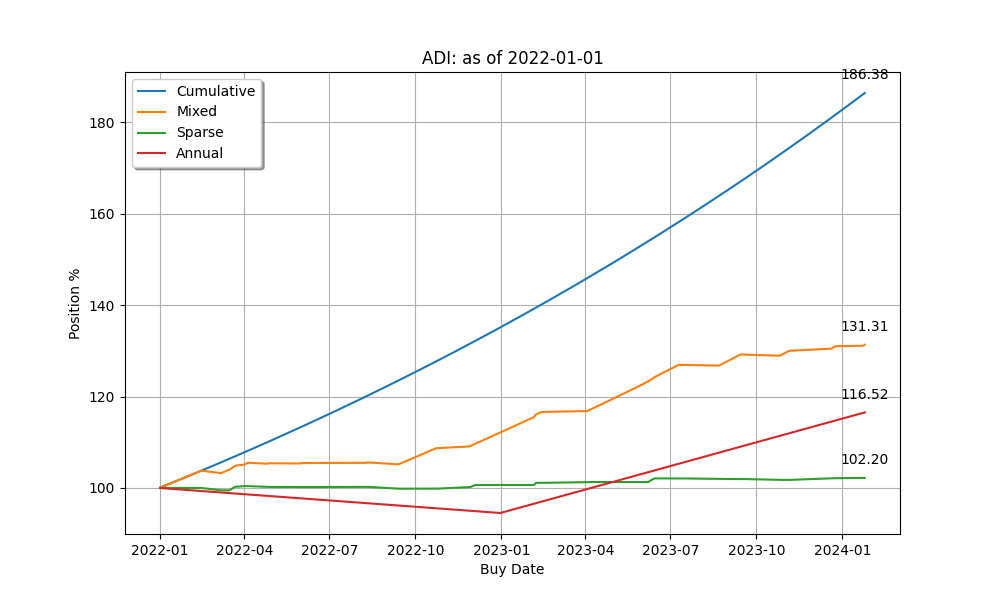 ADI: as of 2022-01-01
186.38
Cumulative
Mixed
Sparse
Annual
180
160
140
120
100
131.31
116.52
102.20
Position %
2022-01
2022-04
2022-07
2022-10
2023-01
2023-04
2023-07
2023-10
2024-01
Buy Date